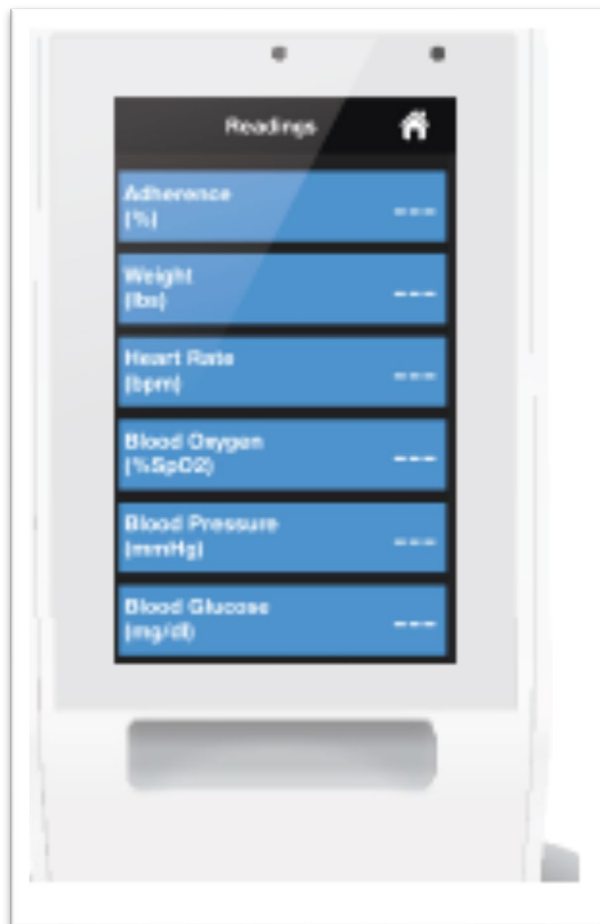 Readings
Adherence
(%)
---
Weight
(lbs)
---
Heart Rate
(bpm)
---
Blood Oxygen
(%SpO2)
---
Blood Pressure
(mmHg)
---
Blood Glucose
(mg/dl)
---